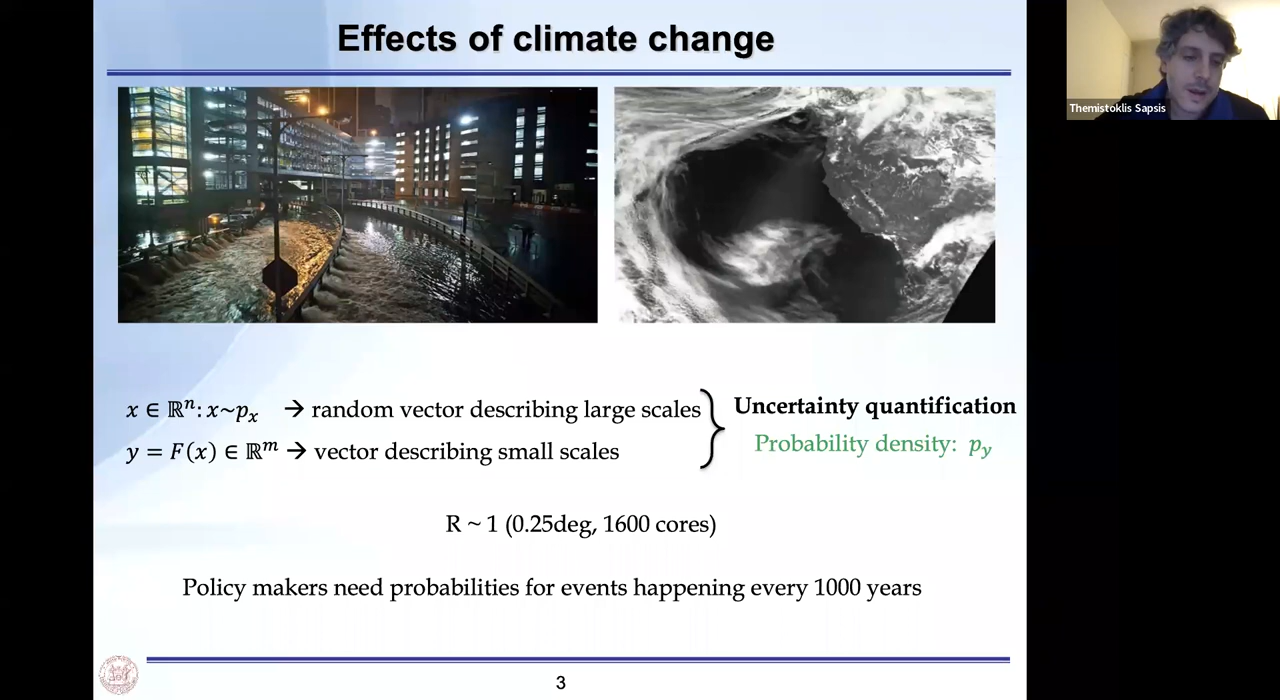 Effects of climate change
Themistoklis Sapsis
x ∈ ℝⁿ: x~pₓ → random vector describing large scales
y = F(x) ∈ ℝᵐ → vector describing small scales
Uncertainty quantification
Probability density: p_y
R ~ 1 (0.25deg, 1600 cores)
Policy makers need probabilities for events happening every 1000 years
3